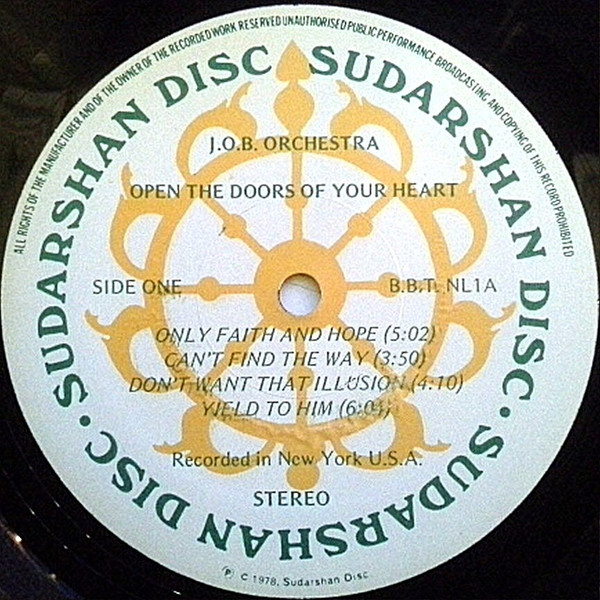 ALL RIGHTS OF THE MANUFACTURER AND OF THE OWNER OF THE RECORDED WORK RESERVED UNAUTHORISED PUBLIC PERFORMANCE BROADCASTING AND COPYING OF THIS RECORD PROHIBITED
SUDARSHAN DISC · SUDARSHAN DISC · SUDARSHAN DISC
J.O.B. ORCHESTRA
OPEN THE DOORS OF YOUR HEART
SIDE ONE
B.B.T. NL1A
ONLY FAITH AND HOPE (5:02)
CAN'T FIND THE WAY (3:50)
DON'T WANT THAT ILLUSION (4:10)
YIELD TO HIM (6:01)
Recorded in New York U.S.A.
STEREO
℗ C 1978, Sudarshan Disc